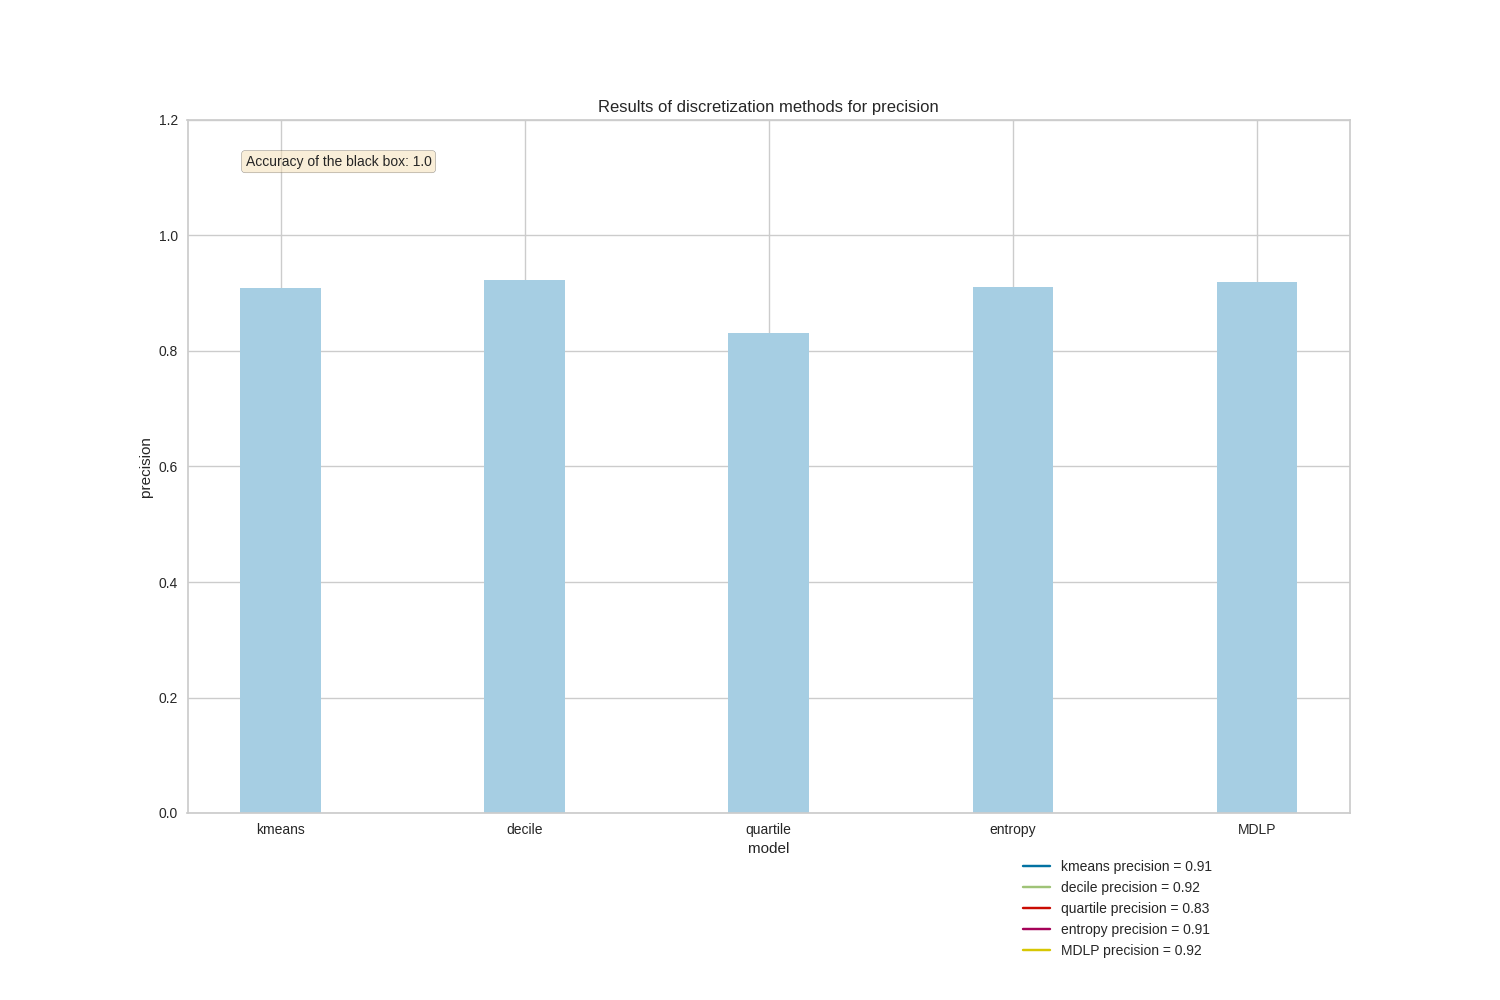 Results of discretization methods for precision
1.2
Accuracy of the black box: 1.0
1.0
0.8
precision
0.6
0.4
0.2
0.0
kmeans decile quartile entropy MDLP
model
kmeans precision = 0.91
decile precision = 0.92
quartile precision = 0.83
entropy precision = 0.91
MDLP precision = 0.92